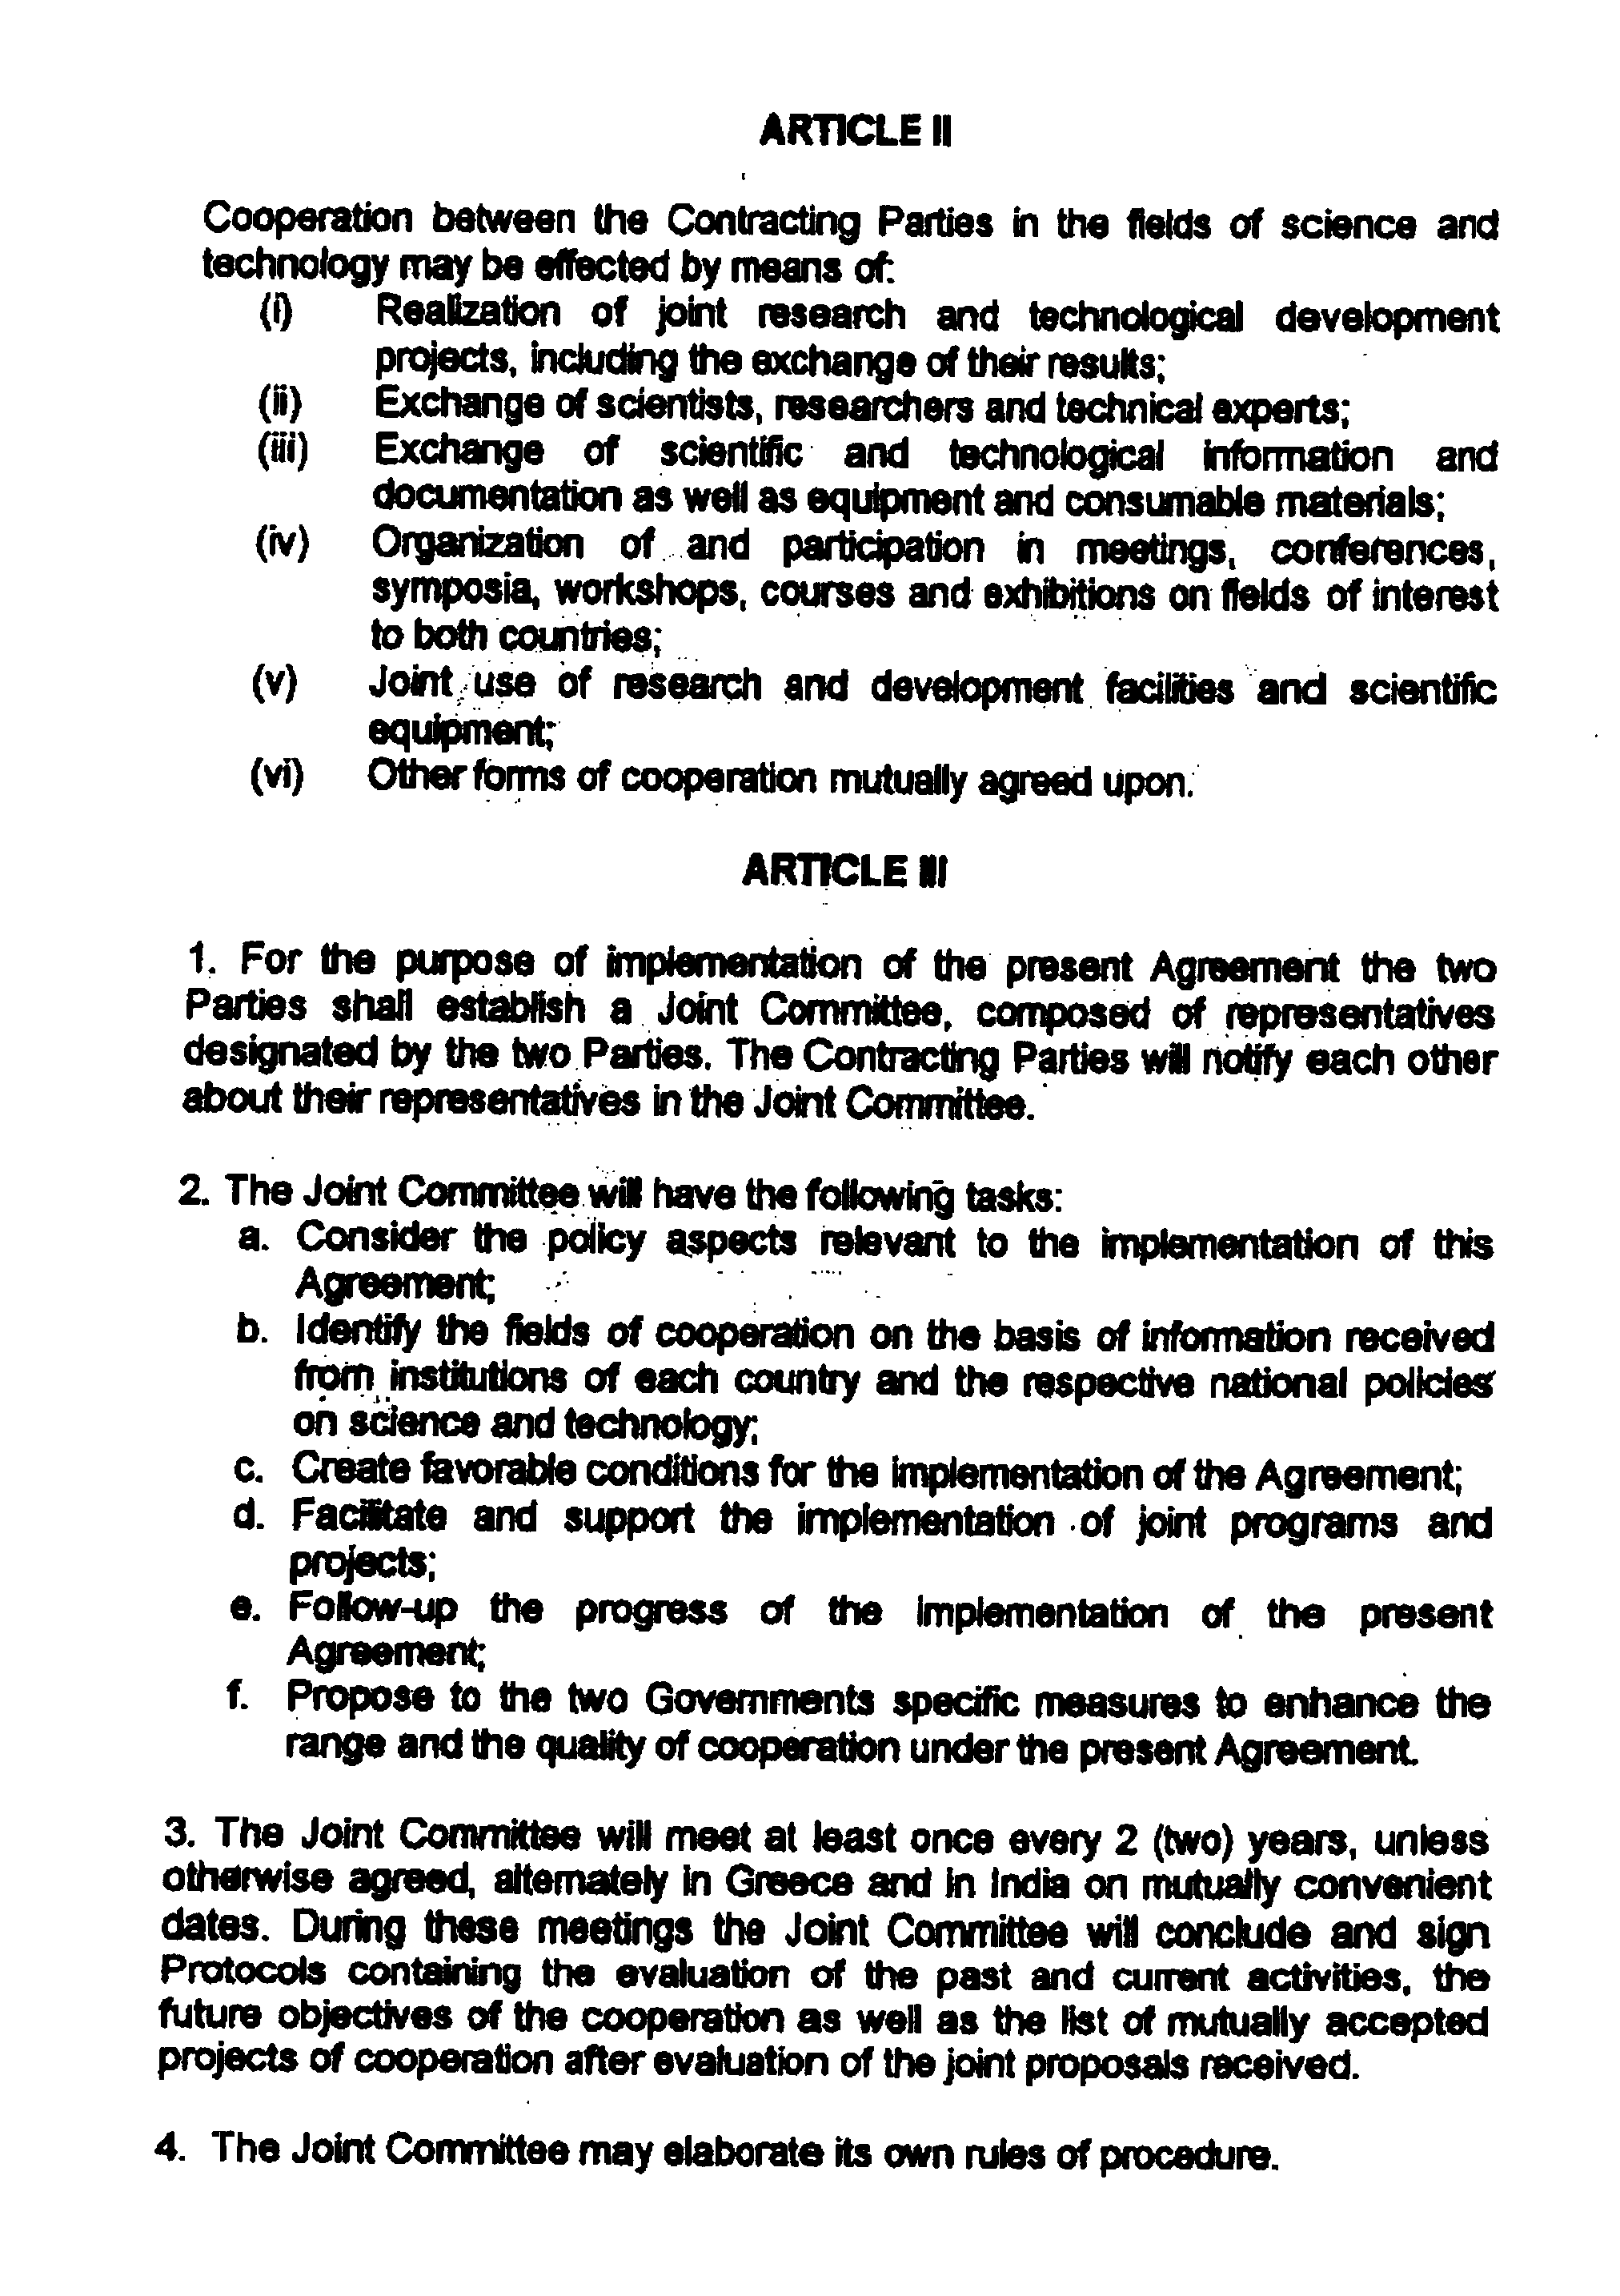 ARTICLE II
Cooperation between the Contracting Parties in the fields of science and
technology may be effected by means of:
(i) Realization of joint research and technological development
projects, including the exchange of their results;
(ii) Exchange of scientists, researchers and technical experts;
(iii) Exchange of scientific and technological information and
documentation as well as equipment and consumable materials;
(iv) Organization of and participation in meetings, conferences,
symposia, workshops, courses and exhibitions on fields of interest
to both countries;
(v) Joint use of research and development facilities and scientific
equipment;
(vi) Other forms of cooperation mutually agreed upon.
ARTICLE III
1. For the purpose of implementation of the present Agreement the two
Parties shall establish a Joint Committee, composed of representatives
designated by the two Parties. The Contracting Parties will notify each other
about their representatives in the Joint Committee.
2. The Joint Committee will have the following tasks:
a. Consider the policy aspects relevant to the implementation of this
Agreement;
b. Identify the fields of cooperation on the basis of information received
from institutions of each country and the respective national policies
on science and technology;
c. Create favorable conditions for the implementation of the Agreement;
d. Facilitate and support the implementation of joint programs and
projects;
e. Follow-up the progress of the implementation of the present
Agreement;
f. Propose to the two Governments specific measures to enhance the
range and the quality of cooperation under the present Agreement.
3. The Joint Committee will meet at least once every 2 (two) years, unless
otherwise agreed, alternately in Greece and in India on mutually convenient
dates. During these meetings the Joint Committee will conclude and sign
Protocols containing the evaluation of the past and current activities, the
future objectives of the cooperation as well as the list of mutually accepted
projects of cooperation after evaluation of the joint proposals received.
4. The Joint Committee may elaborate its own rules of procedure.